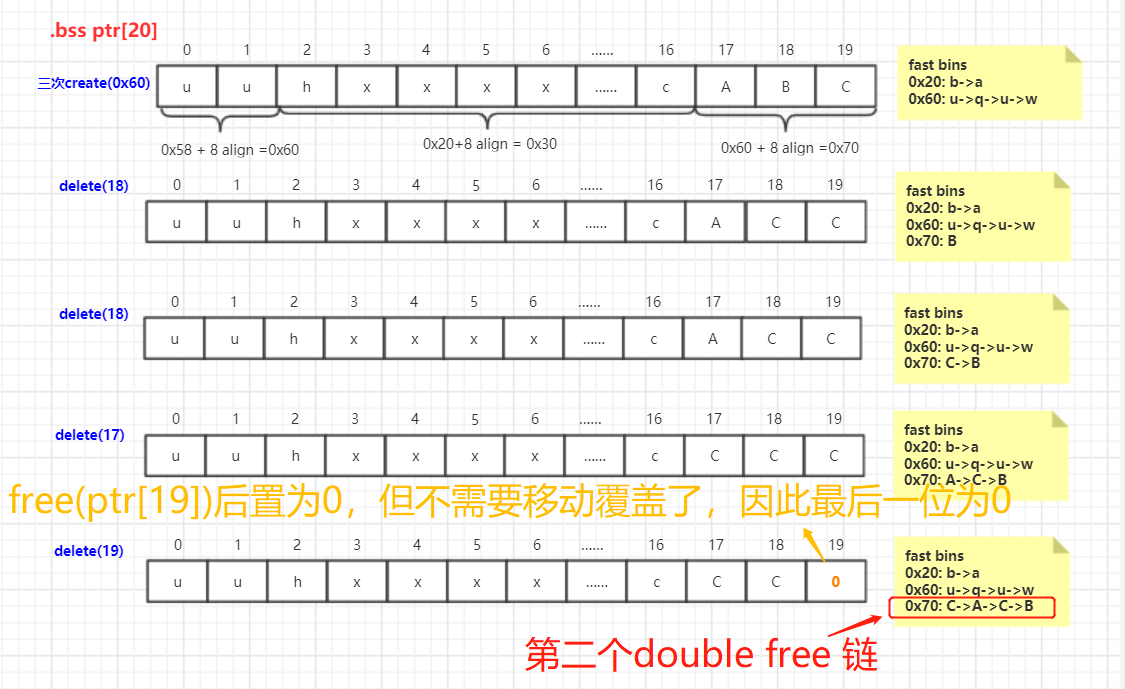 .bss ptr[20]
0 1 2 3 4 5 6 ...... 16 17 18 19
三次create(0x60)
u u h x x x x ...... c A B C
0x58 + 8 align =0x60
0x20+8 align = 0x30
0x60 + 8 align =0x70
fast bins
0x20: b->a
0x60: u->q->u->w
delete(18)
0 1 2 3 4 5 6 ...... 16 17 18 19
u u h x x x x ...... c A C C
fast bins
0x20: b->a
0x60: u->q->u->w
0x70: B
delete(18)
0 1 2 3 4 5 6 ...... 16 17 18 19
u u h x x x x ...... c A C C
fast bins
0x20: b->a
0x60: u->q->u->w
0x70: C->B
delete(17)
0 1 2 3 4 5 6 ...... 16 17 18 19
u u h x x x x ...... c C C C
fast bins
0x20: b->a
0x60: u->q->u->w
0x70: A->C->B
free(ptr[19])后置为0，但不需要移动覆盖了，因此最后一位为0
delete(19)
0 1 2 3 4 5 6 ...... 16 17 18 19
u u h x x x x ...... c C C 0
fast bins
0x20: b->a
0x60: u->q->u->w
0x70: C->A->C->B
第二个double free 链